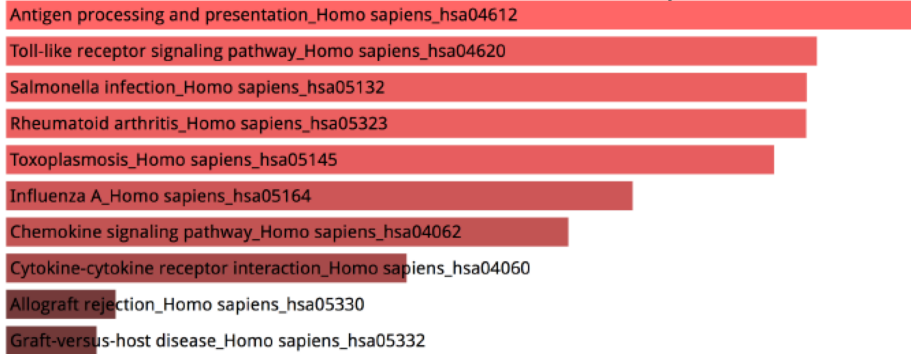 Antigen processing and presentation_Homo sapiens_hsa04612
Toll-like receptor signaling pathway_Homo sapiens_hsa04620
Salmonella infection_Homo sapiens_hsa05132
Rheumatoid arthritis_Homo sapiens_hsa05323
Toxoplasmosis_Homo sapiens_hsa05145
Influenza A_Homo sapiens_hsa05164
Chemokine signaling pathway_Homo sapiens_hsa04062
Cytokine-cytokine receptor interaction_Homo sapiens_hsa04060
Allograft rejection_Homo sapiens_hsa05330
Graft-versus-host disease_Homo sapiens_hsa05332